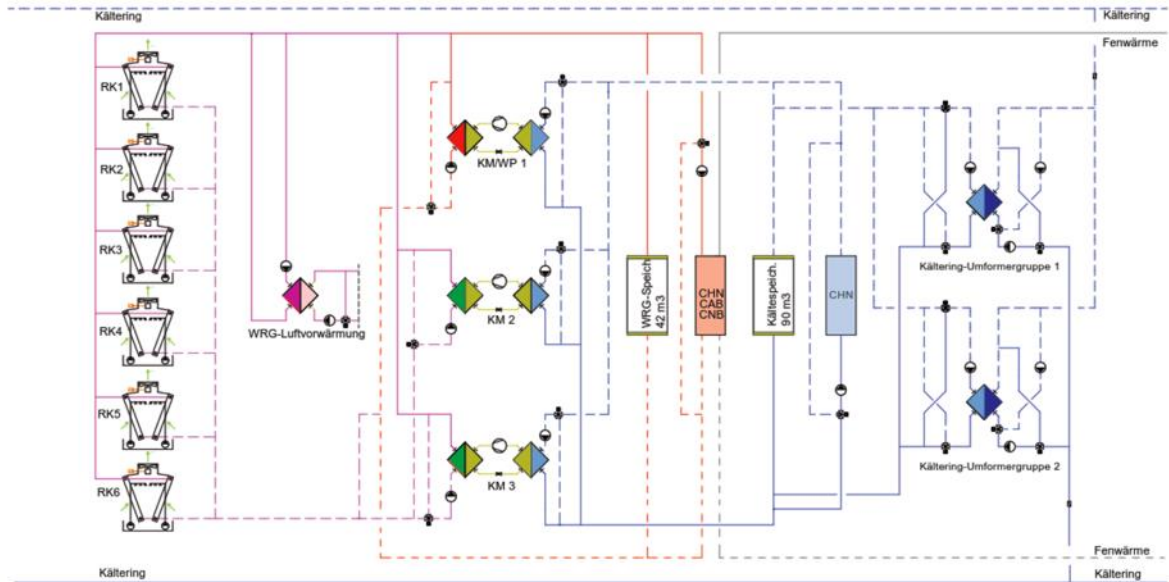 Kältering
Kältering
Fenwärme
RK1
RK2
RK3
RK4
RK5
RK6
KM/WP 1
KM 2
KM 3
WRG-Luftvorwärmung
WRG-Speich.
42 m3
CHN
CAB
CNB
Kältespeich.
90 m3
CHN
Kältering-Umformergruppe 1
Kältering-Umformergruppe 2
Fenwärme
Kältering
Kältering